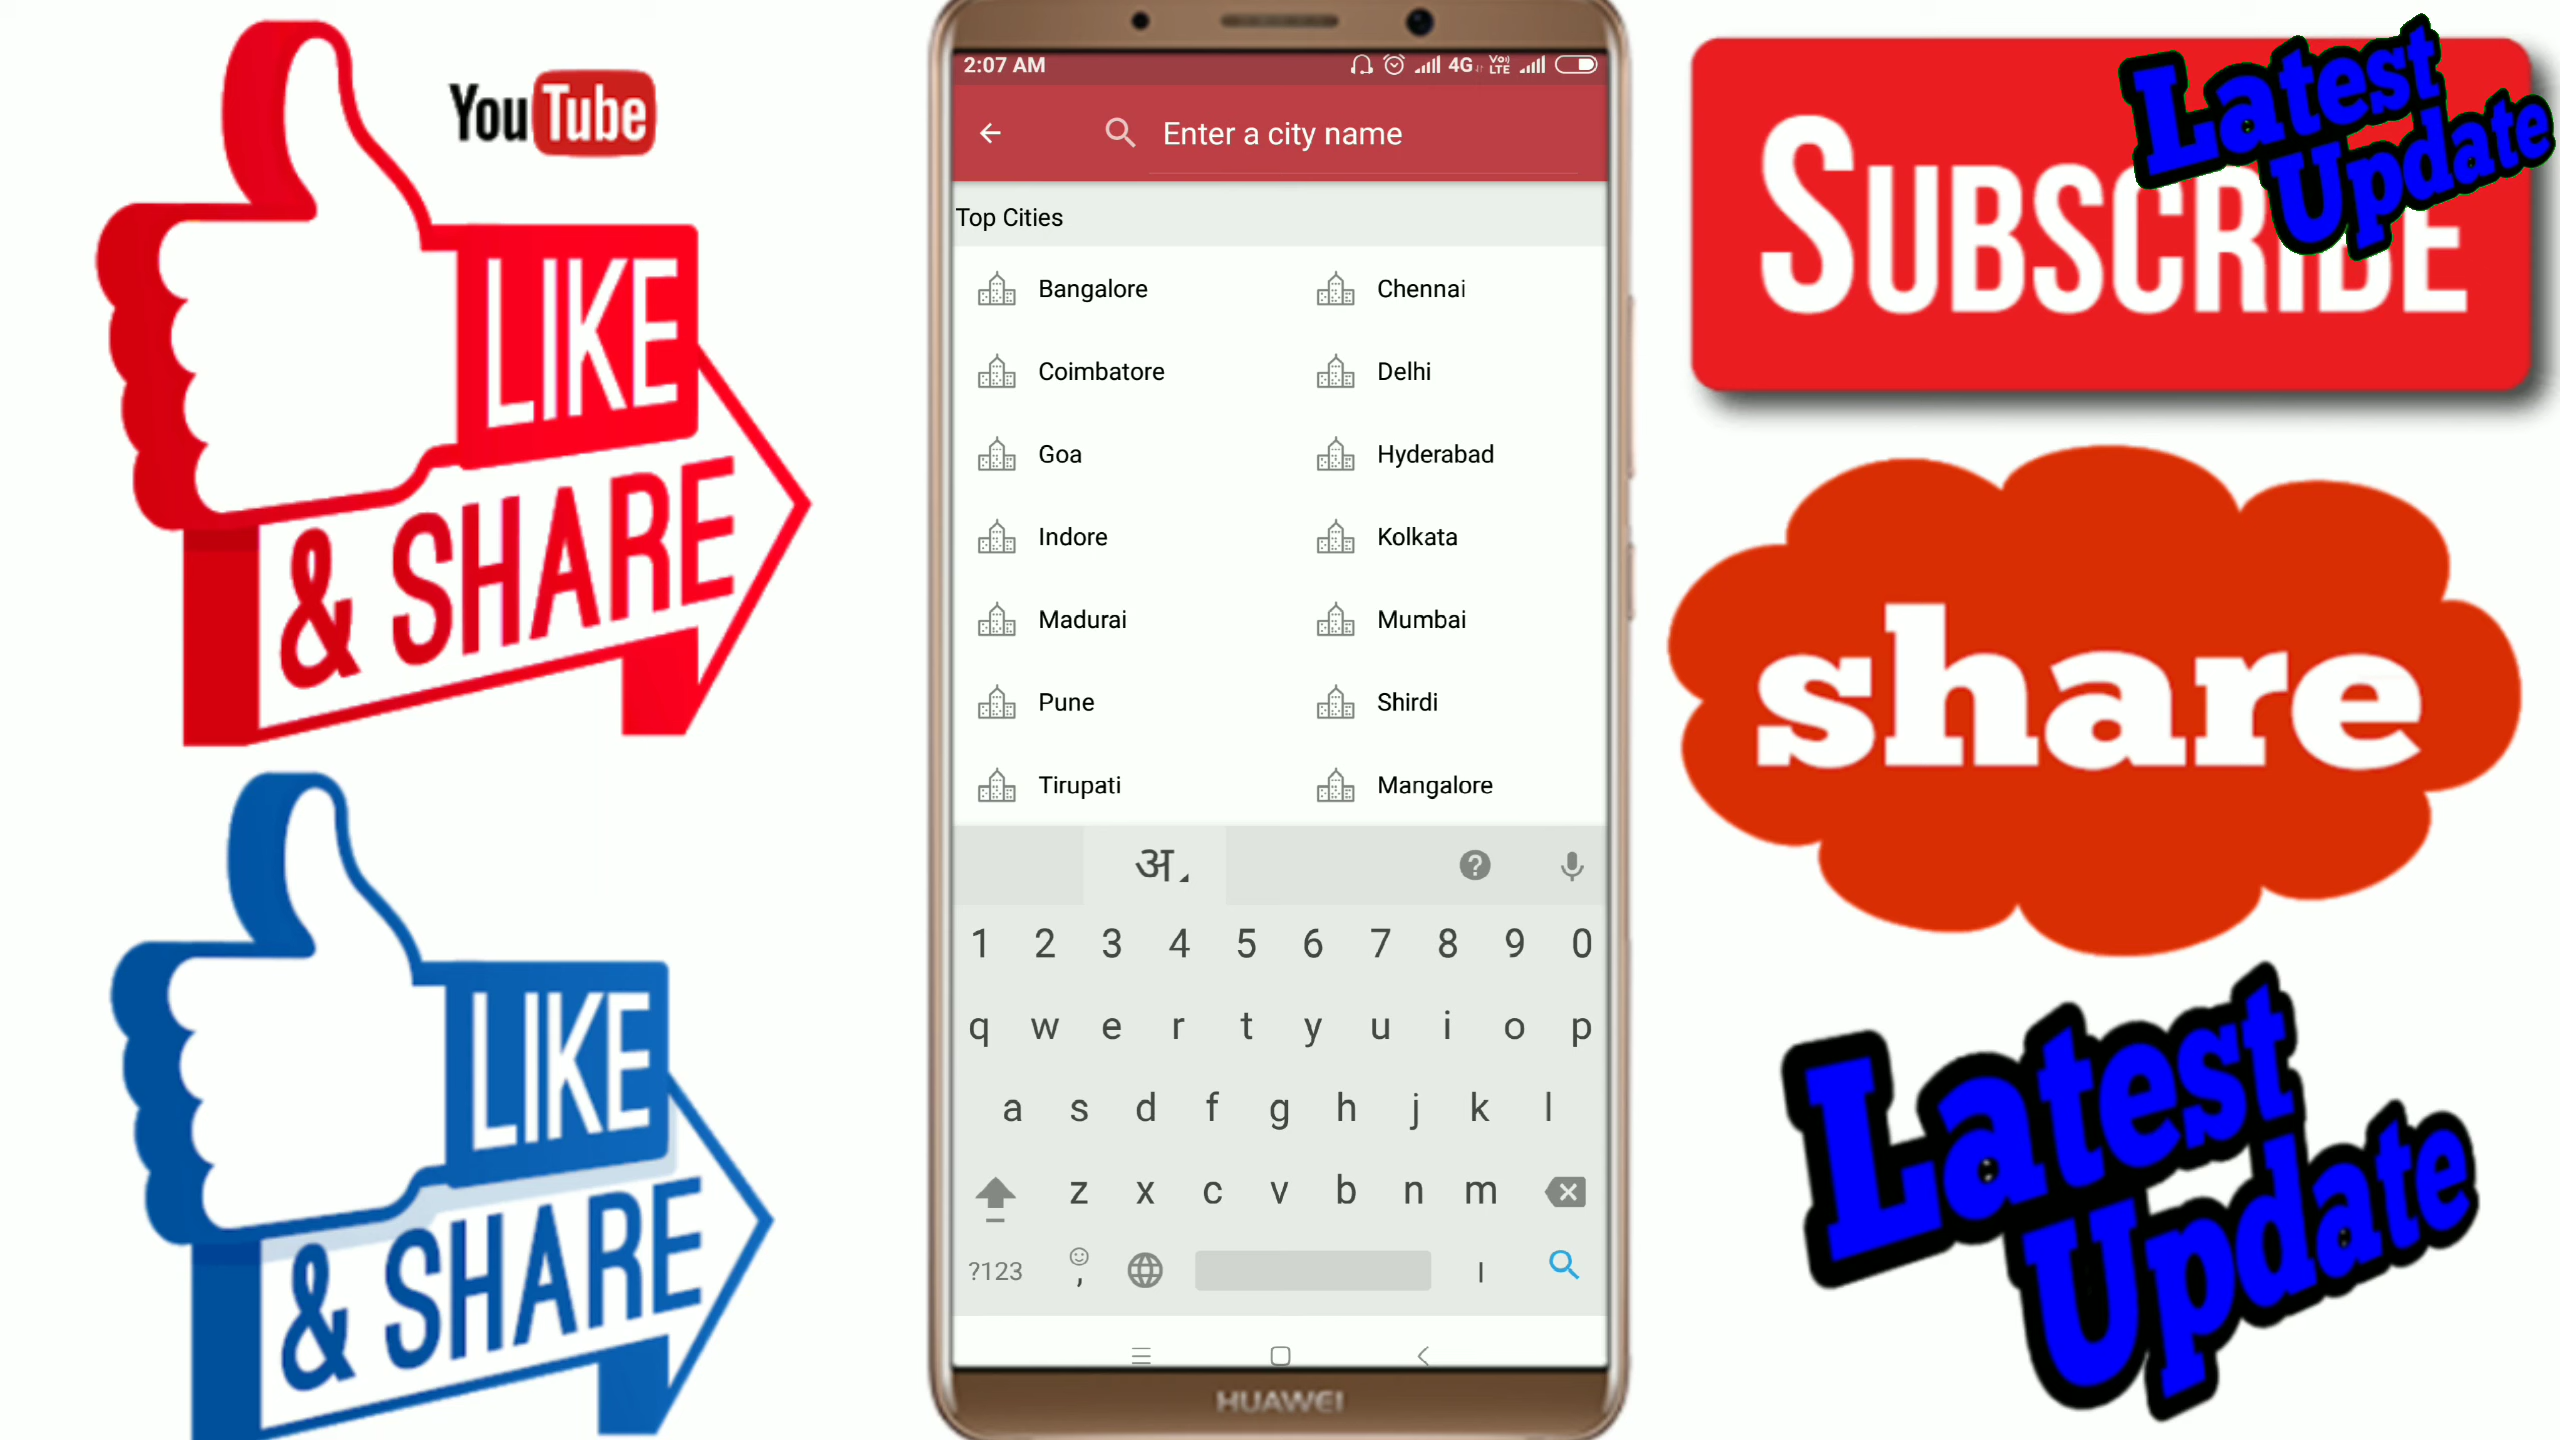 YouTube
LIKE
& SHARE
LIKE
& SHARE
2:07 AM
4G
Vo))
LTE
Enter a city name
Top Cities
Bangalore
Chennai
Coimbatore
Delhi
Goa
Hyderabad
Indore
Kolkata
Madurai
Mumbai
Pune
Shirdi
Tirupati
Mangalore
अ
1 2 3 4 5 6 7 8 9 0
q w e r t y u i o p
a s d f g h j k l
z x c v b n m
?123 , ।
HUAWEI
SUBSCRIBE
Latest
Update
share
Latest
Update